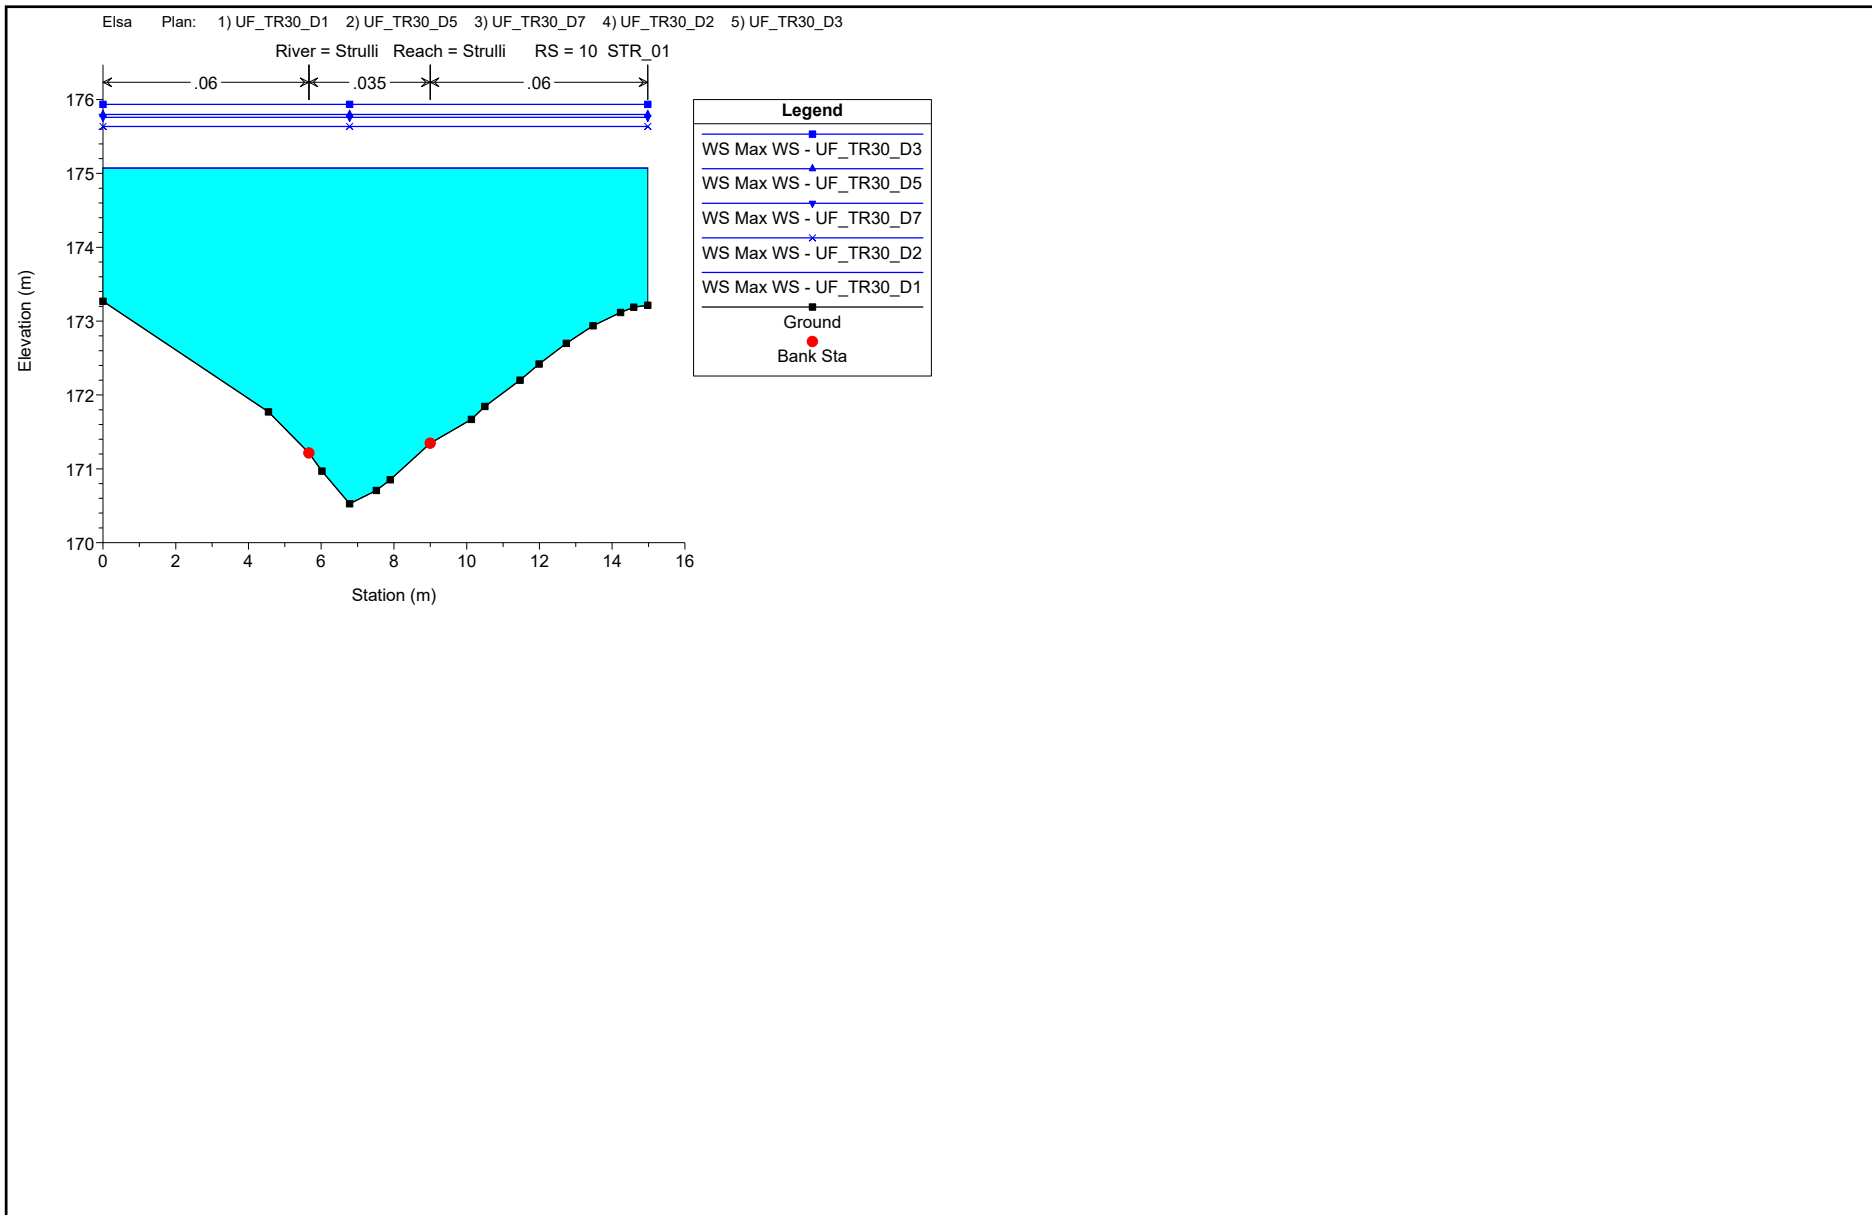 Elsa Plan: 1) UF_TR30_D1 2) UF_TR30_D5 3) UF_TR30_D7 4) UF_TR30_D2 5) UF_TR30_D3
River = Strulli Reach = Strulli RS = 10 STR_01
.06 .035 .06
176
175
174
173
172
171
170
Elevation (m)
0 2 4 6 8 10 12 14 16
Station (m)
Legend
WS Max WS - UF_TR30_D3
WS Max WS - UF_TR30_D5
WS Max WS - UF_TR30_D7
WS Max WS - UF_TR30_D2
WS Max WS - UF_TR30_D1
Ground
Bank Sta